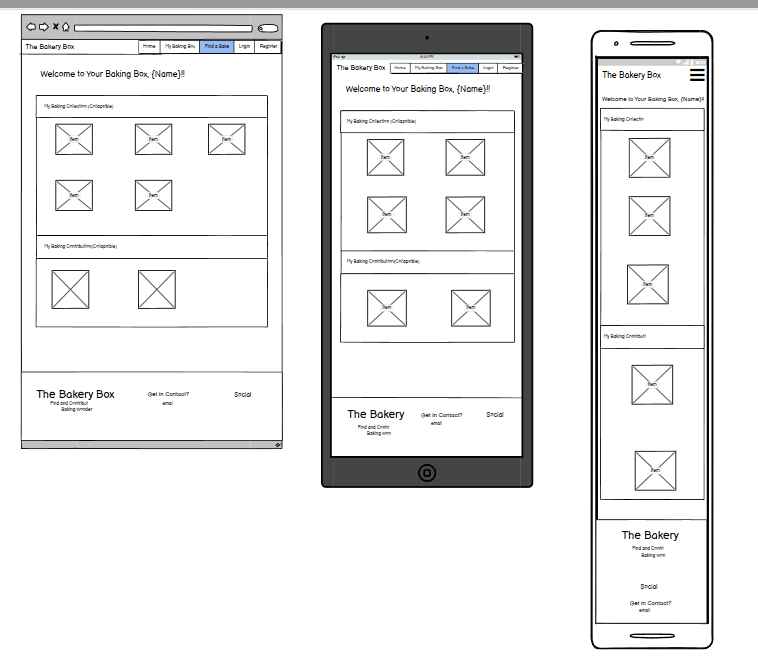 The Bakery Box Home My Baking Bo Find a Bake Login Register
Welcome to Your Baking Box, {Name}!!
My Baking Collection (Collapsible)
Item Item Item
Item Item
My Baking Contribution(Collapsible)
The Bakery Box Get in Contact? Social
Find and Contribut email
Baking wonder
The Bakery Box Home My Baking Box Find a Bake Login Register
Welcome to Your Baking Box, {Name}!!
My Baking Collection (Collapsible)
Item Item
Item Item
My Baking Contribution(Collapsible)
Item Item
The Bakery Get in Contact? Social
Find and Contri email
Baking won
The Bakery Box
Welcome to Your Baking Box, {Name}!!
My Baking Collectio
Item
Item
Item
My Baking Contributi
Item
Item
The Bakery
Find and Contri
Baking won
Social
Get in Contact?
email